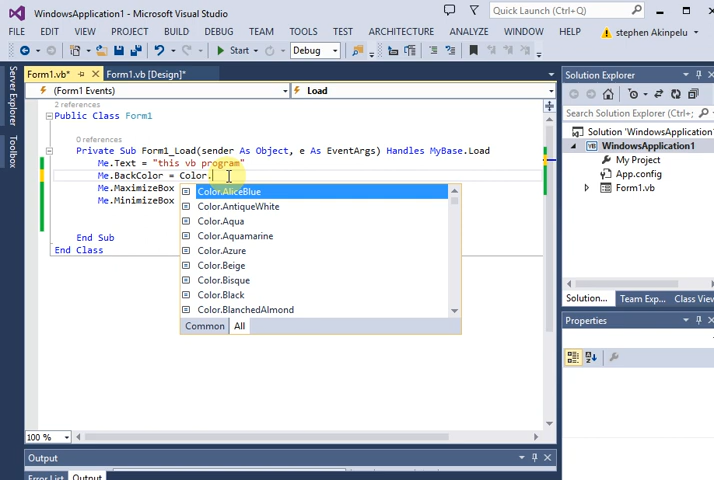 WindowsApplication1 - Microsoft Visual Studio
Quick Launch (Ctrl+Q)
FILE EDIT VIEW PROJECT BUILD DEBUG TEAM TOOLS TEST ARCHITECTURE ANALYZE WINDOW HELP stephen Akinpelu
Start Debug
Server Explorer
Toolbox
Form1.vb* Form1.vb [Design]*
(Form1 Events) Load
2 references
Public Class Form1
0 references
Private Sub Form1_Load(sender As Object, e As EventArgs) Handles MyBase.Load
Me.Text = "this vb program"
Me.BackColor = Color.
Me.MaximizeBox
Me.MinimizeBox
End Sub
End Class
Color.AliceBlue
Color.AntiqueWhite
Color.Aqua
Color.Aquamarine
Color.Azure
Color.Beige
Color.Bisque
Color.Black
Color.BlanchedAlmond
Common All
100 %
Output
Error List Output
Solution Explorer
Search Solution Explorer
Solution 'WindowsApplication1'
WindowsApplication1
My Project
App.config
Form1.vb
Solution... Team Exp... Class View
Properties